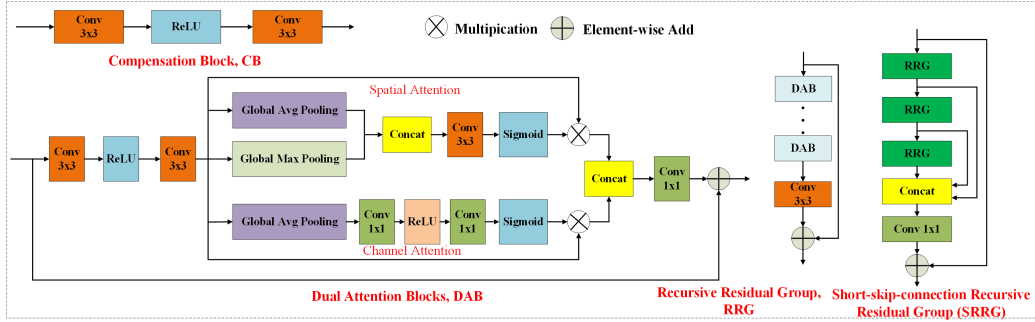 Conv
3x3
ReLU
Conv
3x3
Compensation Block, CB
Multipication
Element-wise Add
Spatial Attention
Conv
3x3
ReLU
Conv
3x3
Global Avg Pooling
Global Max Pooling
Concat
Conv
3x3
Sigmoid
Global Avg Pooling
Conv
1x1
ReLU
Conv
1x1
Sigmoid
Channel Attention
Concat
Conv
1x1
Dual Attention Blocks, DAB
DAB
DAB
Conv
3x3
Recursive Residual Group,
RRG
RRG
RRG
RRG
Concat
Conv 1x1
Short-skip-connection Recursive
Residual Group (SRRG)